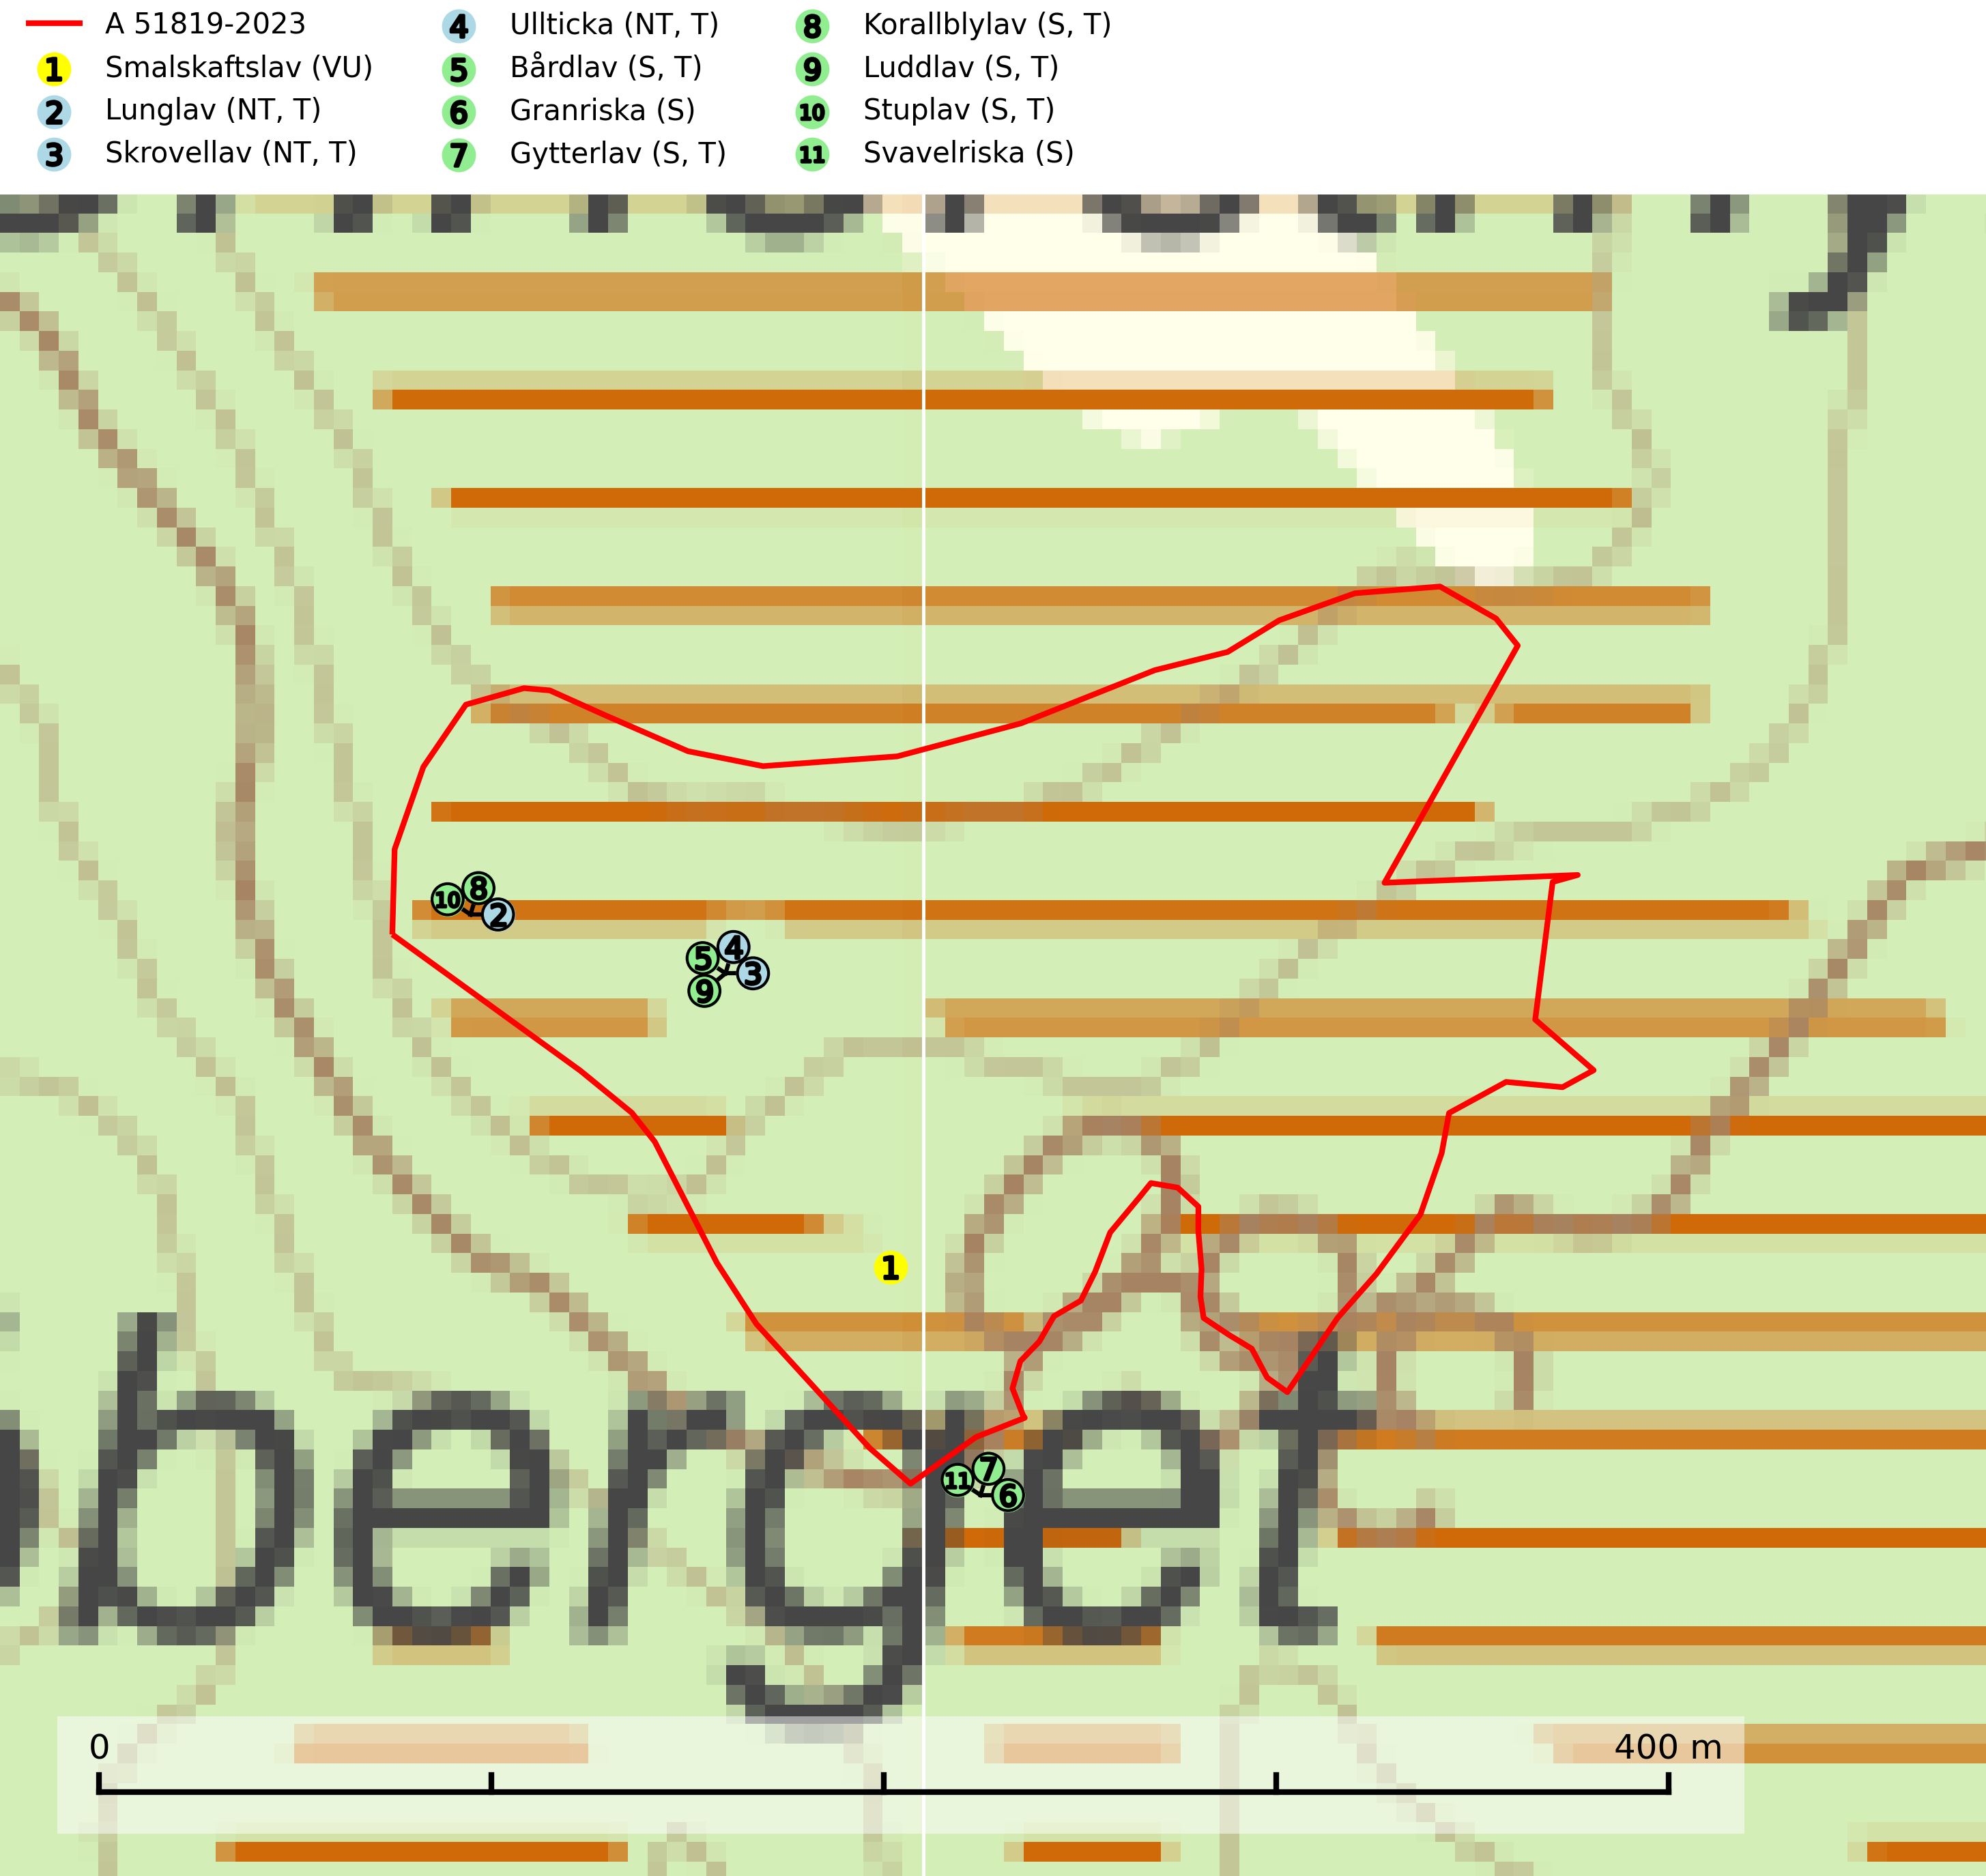 A 51819-2023
1 Smalskaftslav (VU)
2 Lunglav (NT, T)
3 Skrovellav (NT, T)
4 Ullticka (NT, T)
5 Bårdlav (S, T)
6 Granriska (S)
7 Gytterlav (S, T)
8 Korallblylav (S, T)
9 Luddlav (S, T)
10 Stuplav (S, T)
11 Svavelriska (S)
10 8 2
5 4 3 9
1
berget
11 7 6
0 400 m